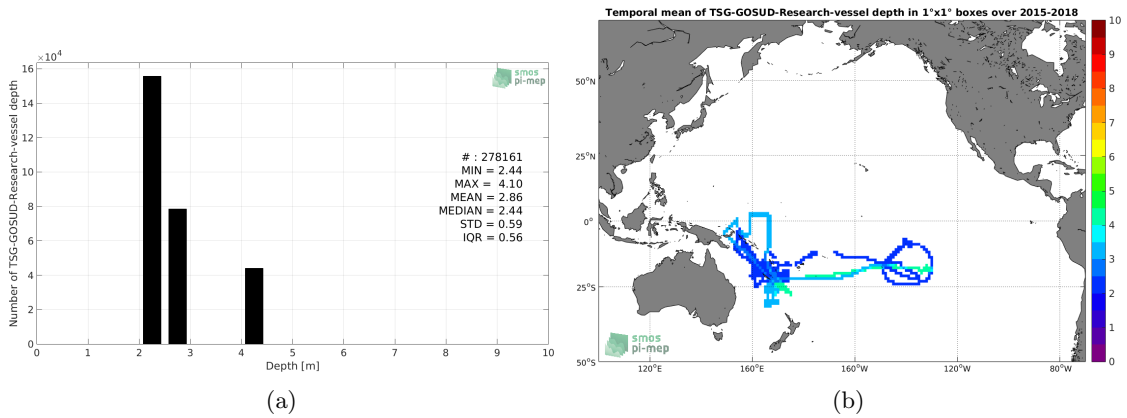 ×10⁴
16
14
12
10
8
6
4
2
0
Number of TSG-GOSUD-Research-vessel depth
smos
pi-mep
# : 278161
MIN = 2.44
MAX = 4.10
MEAN = 2.86
MEDIAN = 2.44
STD = 0.59
IQR = 0.56
0 1 2 3 4 5 6 7 8 9 10
Depth [m]
(a)
Temporal mean of TSG-GOSUD-Research-vessel depth in 1°x1° boxes over 2015-2018
50°N
25°N
0°
25°S
50°S
smos
pi-mep
120°E 160°E 160°W 120°W 80°W
10
9
8
7
6
5
4
3
2
1
0
(b)